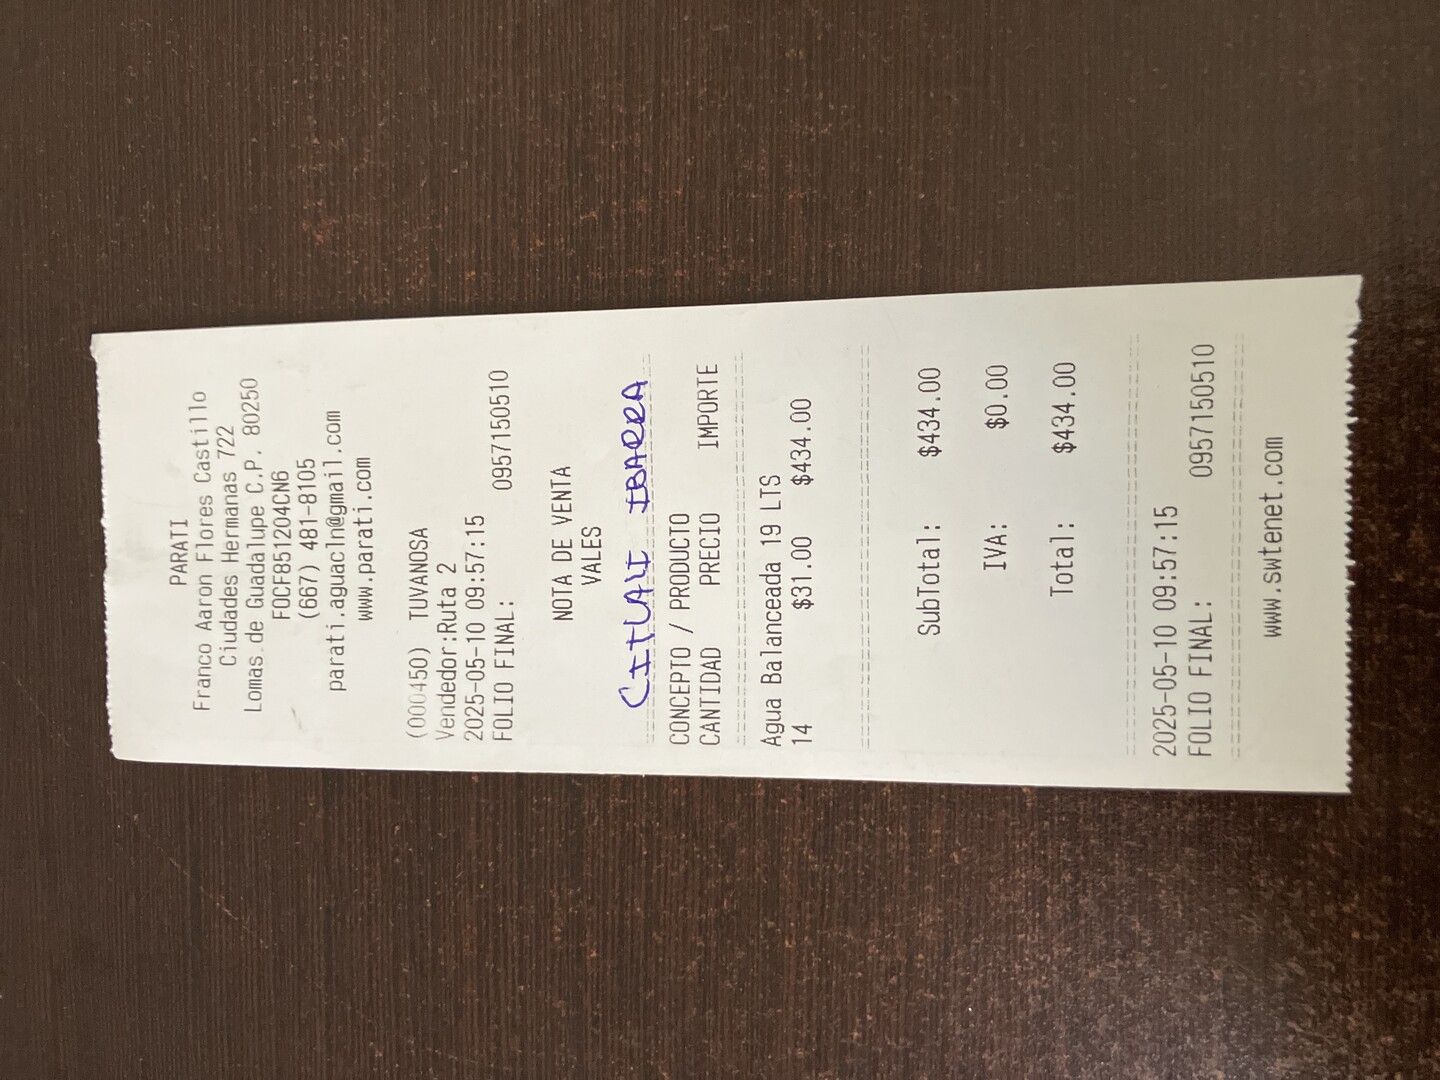 PARATI
Franco Aaron Flores Castillo
Ciudades Hermanas 722
Lomas de Guadalupe C.P. 80250
FOCF851204CN6
(667) 481-8105
parati.aguacln@gmail.com
www.parati.com
(000450) TUVANOSA
Vendedor:Ruta 2
2025-05-10 09:57:15
FOLIO FINAL: 0957150510
NOTA DE VENTA
VALES
CITLALI IBARRA
CONCEPTO / PRODUCTO
CANTIDAD PRECIO IMPORTE
Agua Balanceada 19 LTS
14 $31.00 $434.00
SubTotal: $434.00
IVA: $0.00
Total: $434.00
2025-05-10 09:57:15
FOLIO FINAL: 0957150510
www.swtenet.com